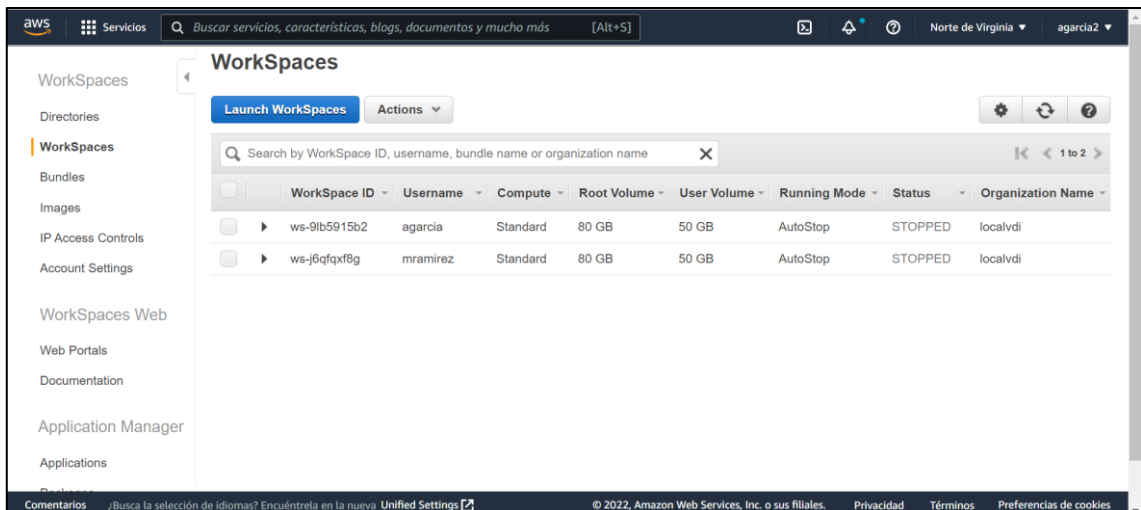 aws Servicios Buscar servicios, características, blogs, documentos y mucho más [Alt+S] Norte de Virginia agarcia2
WorkSpaces
Directories
WorkSpaces
Bundles
Images
IP Access Controls
Account Settings
WorkSpaces Web
Web Portals
Documentation
Application Manager
Applications
WorkSpaces
Launch WorkSpaces Actions
Search by WorkSpace ID, username, bundle name or organization name
1 to 2
WorkSpace ID Username Compute Root Volume User Volume Running Mode Status Organization Name
ws-9lb5915b2 agarcia Standard 80 GB 50 GB AutoStop STOPPED localvdi
ws-j6qfqxf8g mramirez Standard 80 GB 50 GB AutoStop STOPPED localvdi
Comentarios ¿Busca la selección de idiomas? Encuéntrela en la nueva Unified Settings © 2022, Amazon Web Services, Inc. o sus filiales. Privacidad Términos Preferencias de cookies